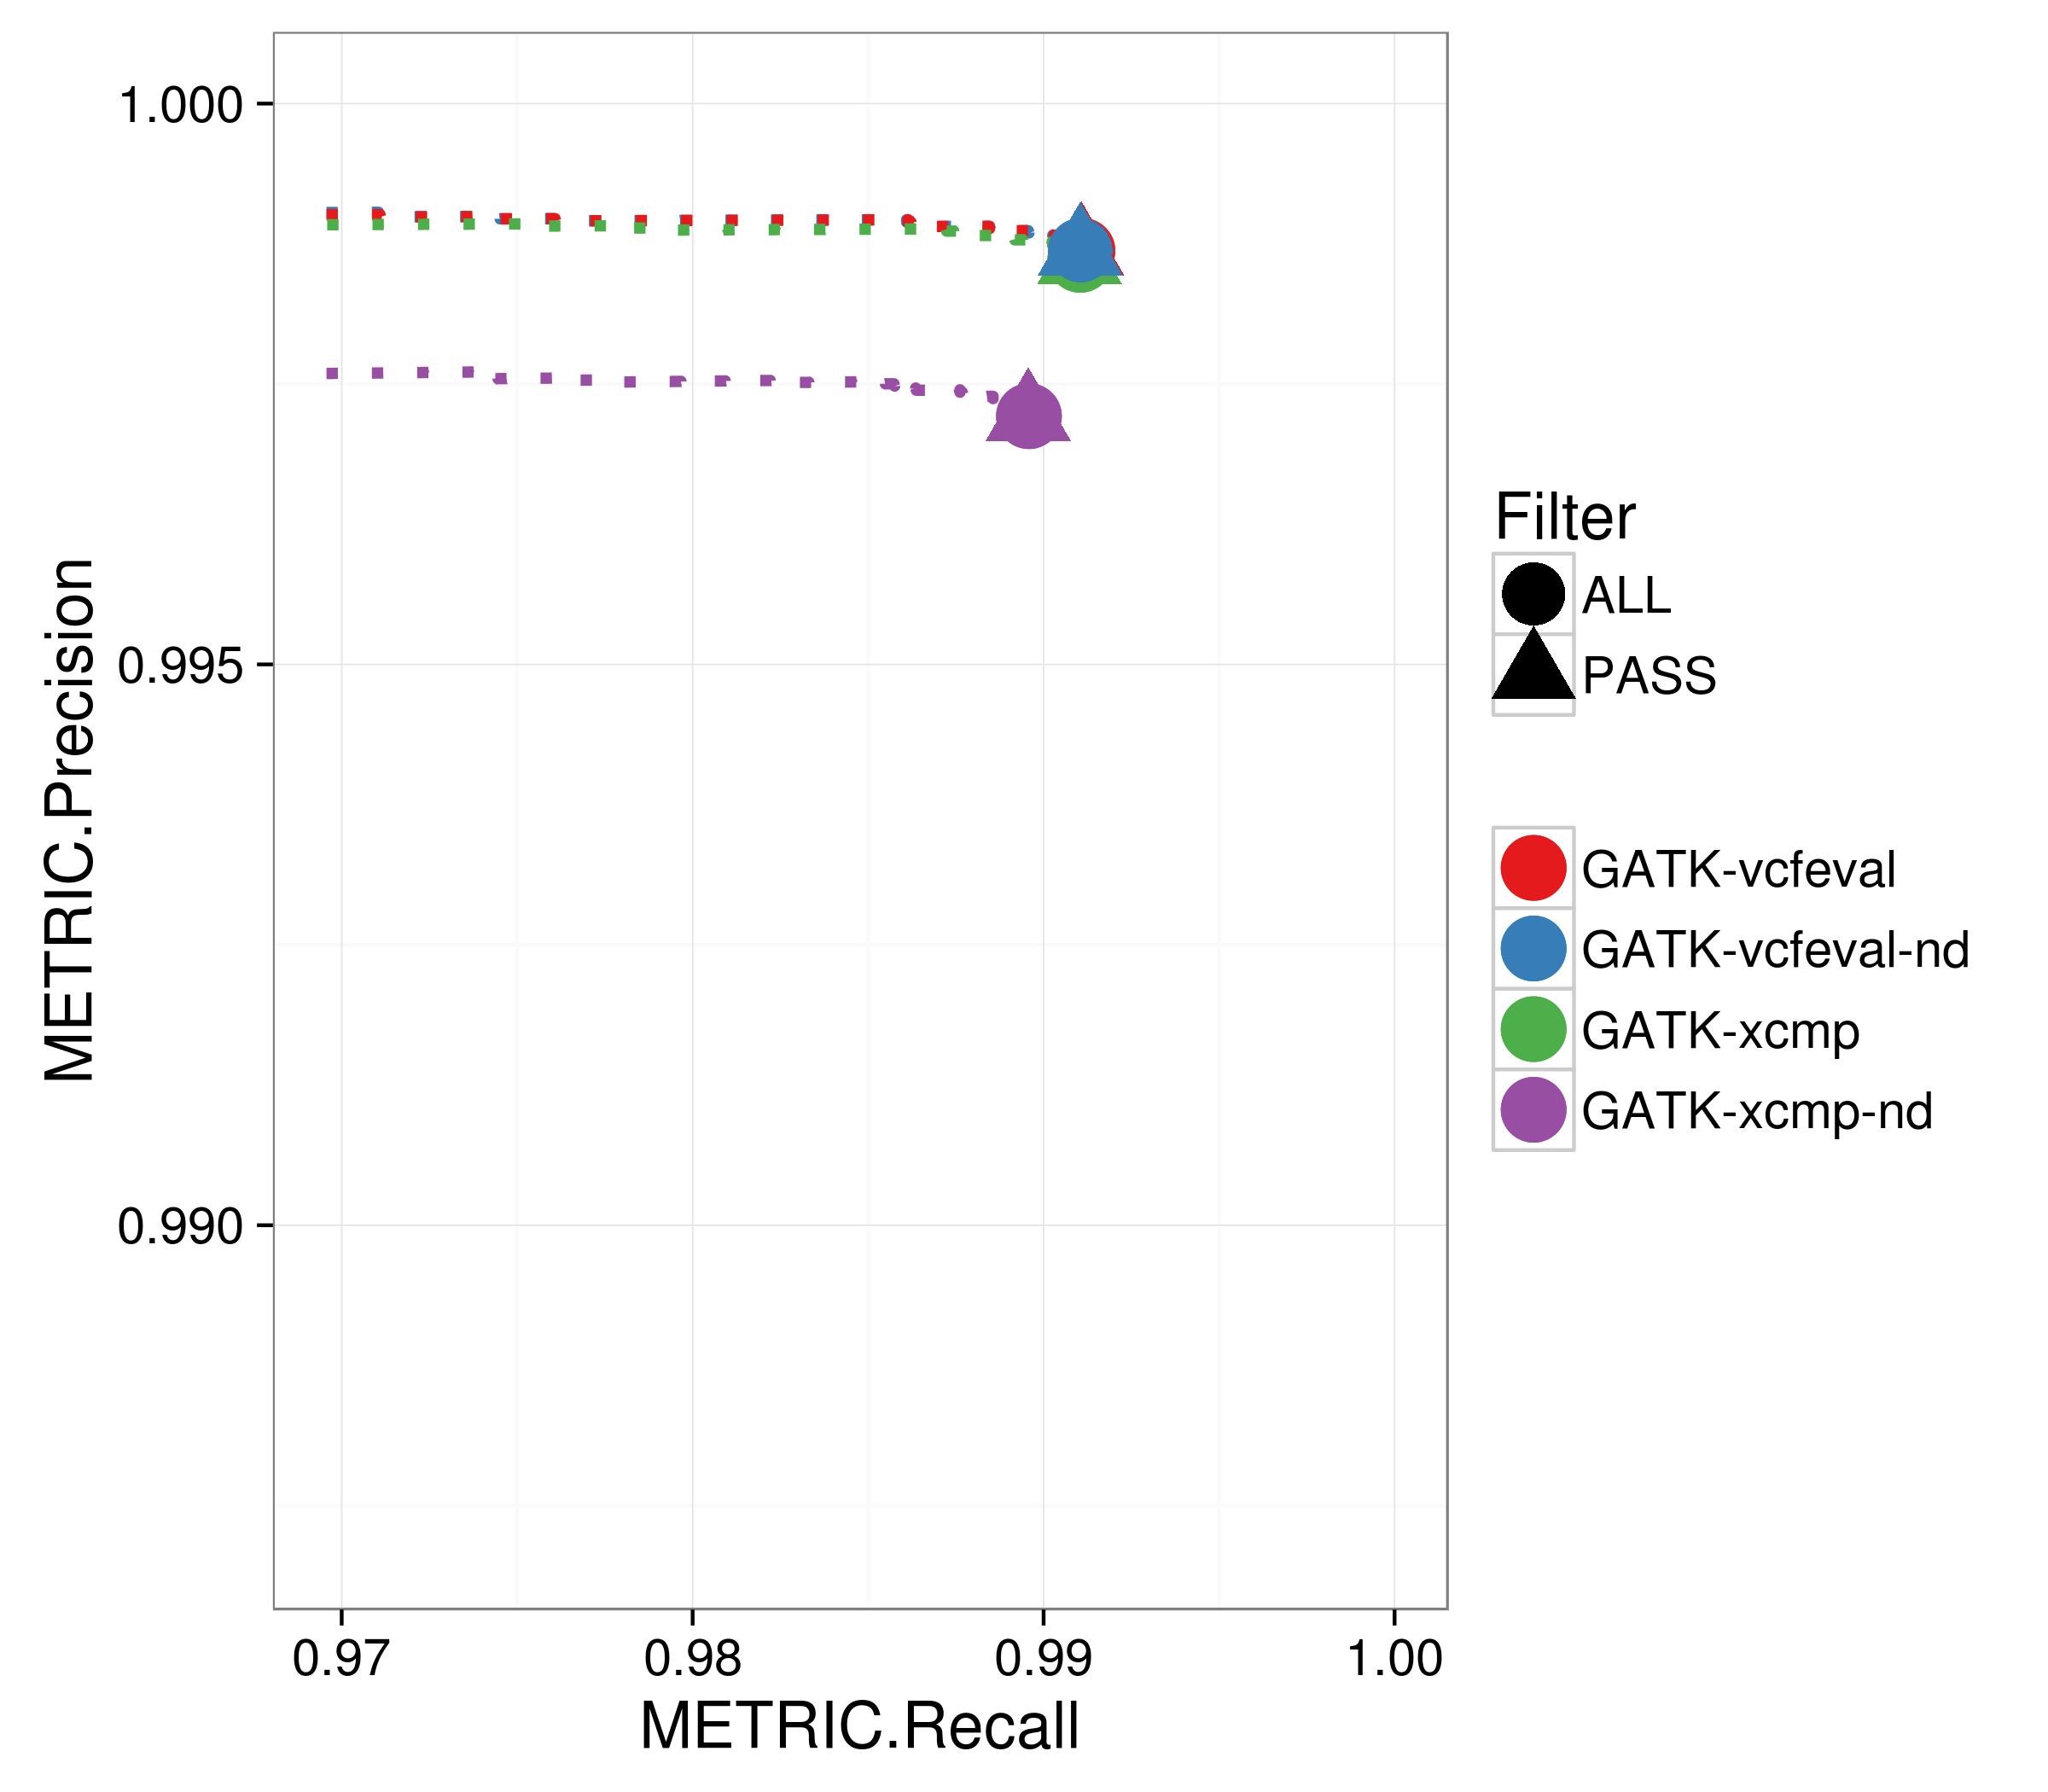 1.000
0.995
0.990
METRIC.Precision
0.97
0.98
0.99
1.00
METRIC.Recall
Filter
ALL
PASS
GATK-vcfeval
GATK-vcfeval-nd
GATK-xcmp
GATK-xcmp-nd